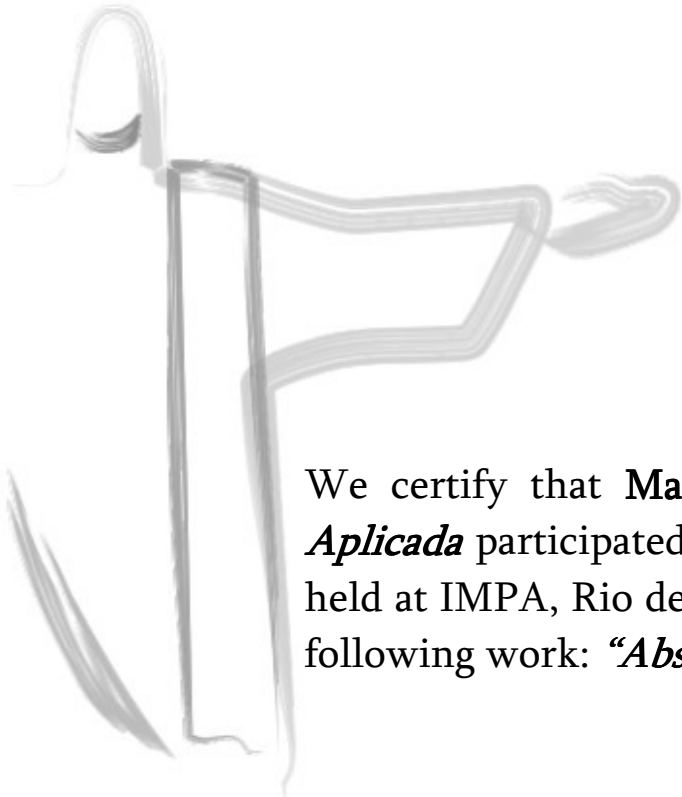 We certify that Ma
Aplicada participated
held at IMPA, Rio de
following work: “Abs